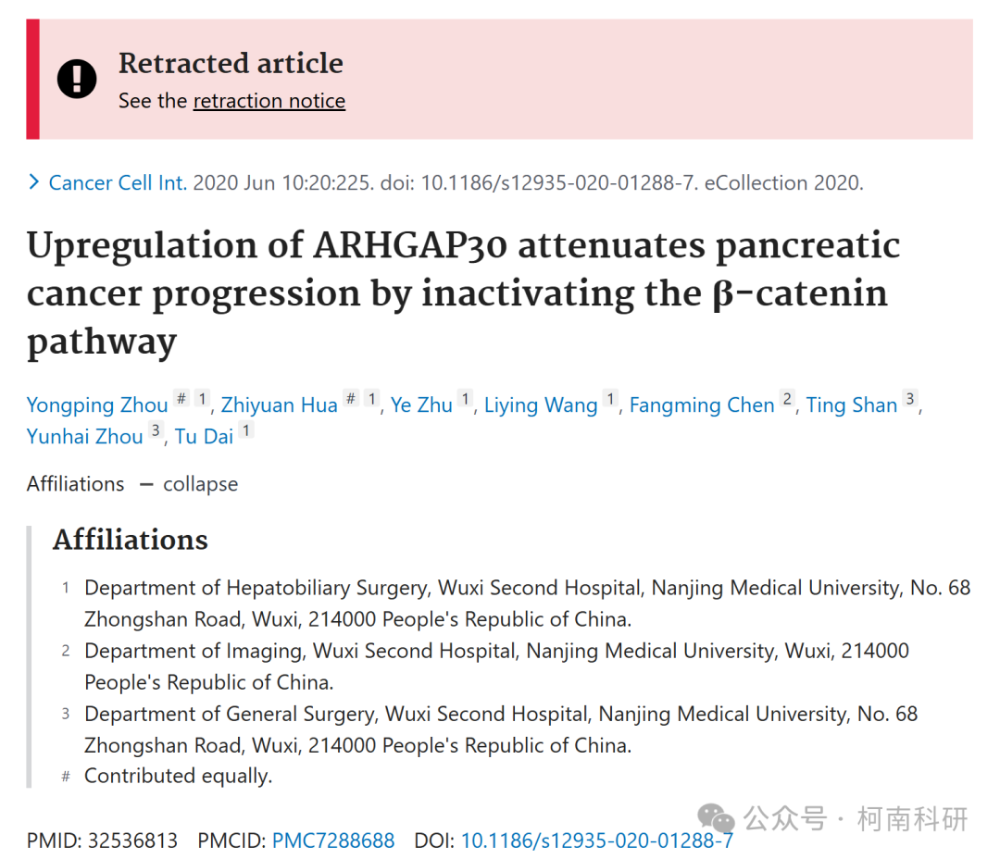 Retracted article
See the retraction notice
Cancer Cell Int. 2020 Jun 10:20:225. doi: 10.1186/s12935-020-01288-7. eCollection 2020.
Upregulation of ARHGAP30 attenuates pancreatic
cancer progression by inactivating the β-catenin
pathway
Yongping Zhou # 1, Zhiyuan Hua # 1, Ye Zhu 1, Liying Wang 1, Fangming Chen 2, Ting Shan 3,
Yunhai Zhou 3, Tu Dai 1
Affiliations — collapse
Affiliations
1 Department of Hepatobiliary Surgery, Wuxi Second Hospital, Nanjing Medical University, No. 68
Zhongshan Road, Wuxi, 214000 People's Republic of China.
2 Department of Imaging, Wuxi Second Hospital, Nanjing Medical University, Wuxi, 214000
People's Republic of China.
3 Department of General Surgery, Wuxi Second Hospital, Nanjing Medical University, No. 68
Zhongshan Road, Wuxi, 214000 People's Republic of China.
# Contributed equally.
公众号 · 柯南科研
PMID: 32536813 PMCID: PMC7288688 DOI: 10.1186/s12935-020-01288-7